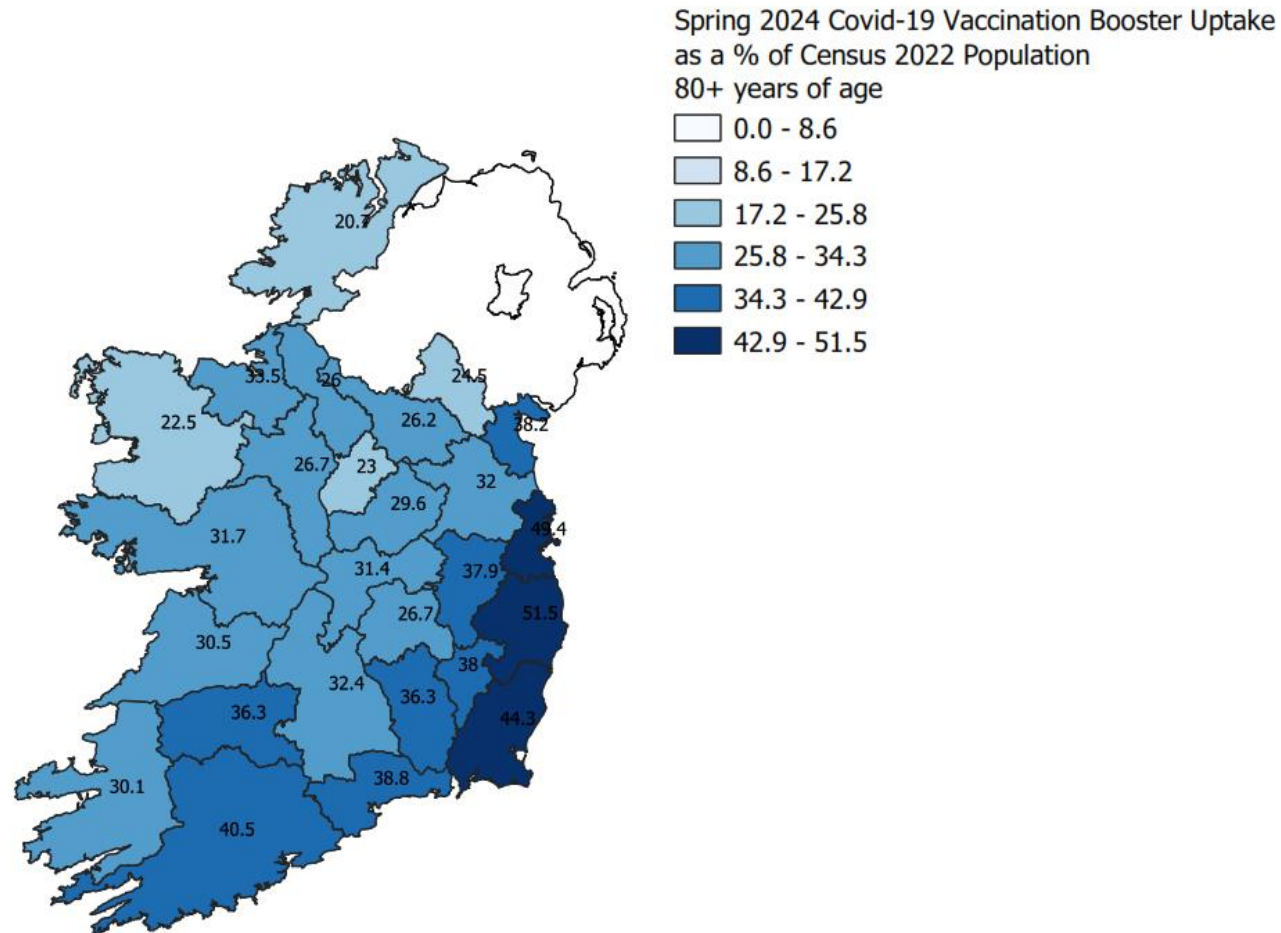 Spring 2024 Covid-19 Vaccination Booster Uptake
as a % of Census 2022 Population
80+ years of age
0.0 - 8.6
8.6 - 17.2
17.2 - 25.8
25.8 - 34.3
34.3 - 42.9
42.9 - 51.5
20.7
33.5
26
24.5
22.5
26.2
38.2
26.7
23
32
29.6
49.4
31.7
31.4
37.9
26.7
51.5
30.5
38
32.4
36.3
36.3
44.3
38.8
30.1
40.5